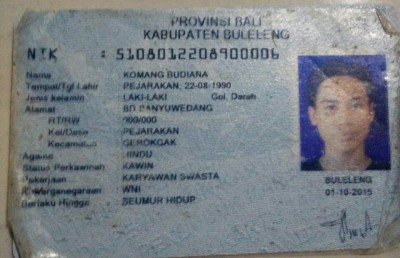 PROVINSI BALI
KABUPATEN BULELENG
NIK : 5108012208900006
Nama : KOMANG BUDIANA
Tempat/Tgl Lahir : PEJARAKAN, 22-08-1990
Jenis kelamin : LAKI-LAKI Gol. Darah
Alamat : BD BANYUWEDANG
RT/RW : 000/000
Kel/Desa : PEJARAKAN
Kecamatan : GEROKGAK
Agama : HINDU
Status Perkawinan : KAWIN
Pekerjaan : KARYAWAN SWASTA
Kewarganegaraan : WNI
Berlaku Hingga : SEUMUR HIDUP
BULELENG
01-10-2015